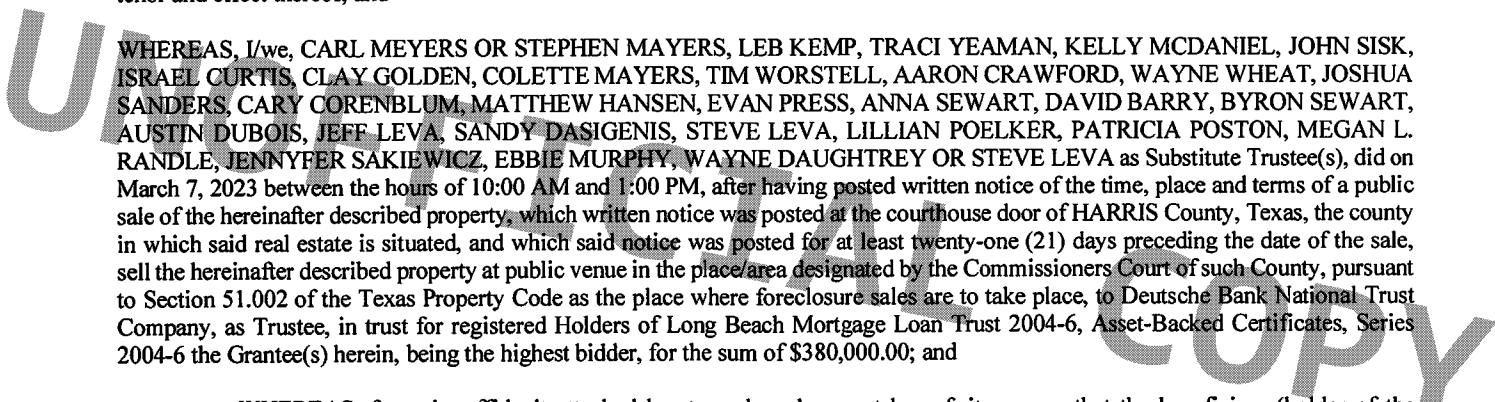 WHEREAS, I/we, CARL MEYERS OR STEPHEN MAYERS, LEB KEMP, TRACI YEAMAN, KELLY MCDANIEL, JOHN SISK,
ISRAEL CURTIS, CLAY GOLDEN, COLETTE MAYERS, TIM WORSTELL, AARON CRAWFORD, WAYNE WHEAT, JOSHUA
SANDERS, CARY CORENBLUM, MATTHEW HANSEN, EVAN PRESS, ANNA SEWART, DAVID BARRY, BYRON SEWART,
AUSTIN DUBOIS, JEFF LEVA, SANDY DASIGENIS, STEVE LEVA, LILLIAN POELKER, PATRICIA POSTON, MEGAN L.
RANDLE, JENNYFER SAKIEWICZ, EBBIE MURPHY, WAYNE DAUGHTREY OR STEVE LEVA as Substitute Trustee(s), did on
March 7, 2023 between the hours of 10:00 AM and 1:00 PM, after having posted written notice of the time, place and terms of a public
sale of the hereinafter described property, which written notice was posted at the courthouse door of HARRIS County, Texas, the county
in which said real estate is situated, and which said notice was posted for at least twenty-one (21) days preceding the date of the sale,
sell the hereinafter described property at public venue in the place/area designated by the Commissioners Court of such County, pursuant
to Section 51.002 of the Texas Property Code as the place where foreclosure sales are to take place, to Deutsche Bank National Trust
Company, as Trustee, in trust for registered Holders of Long Beach Mortgage Loan Trust 2004-6, Asset-Backed Certificates, Series
2004-6 the Grantee(s) herein, being the highest bidder, for the sum of $380,000.00; and
UNOFFICIAL COPY